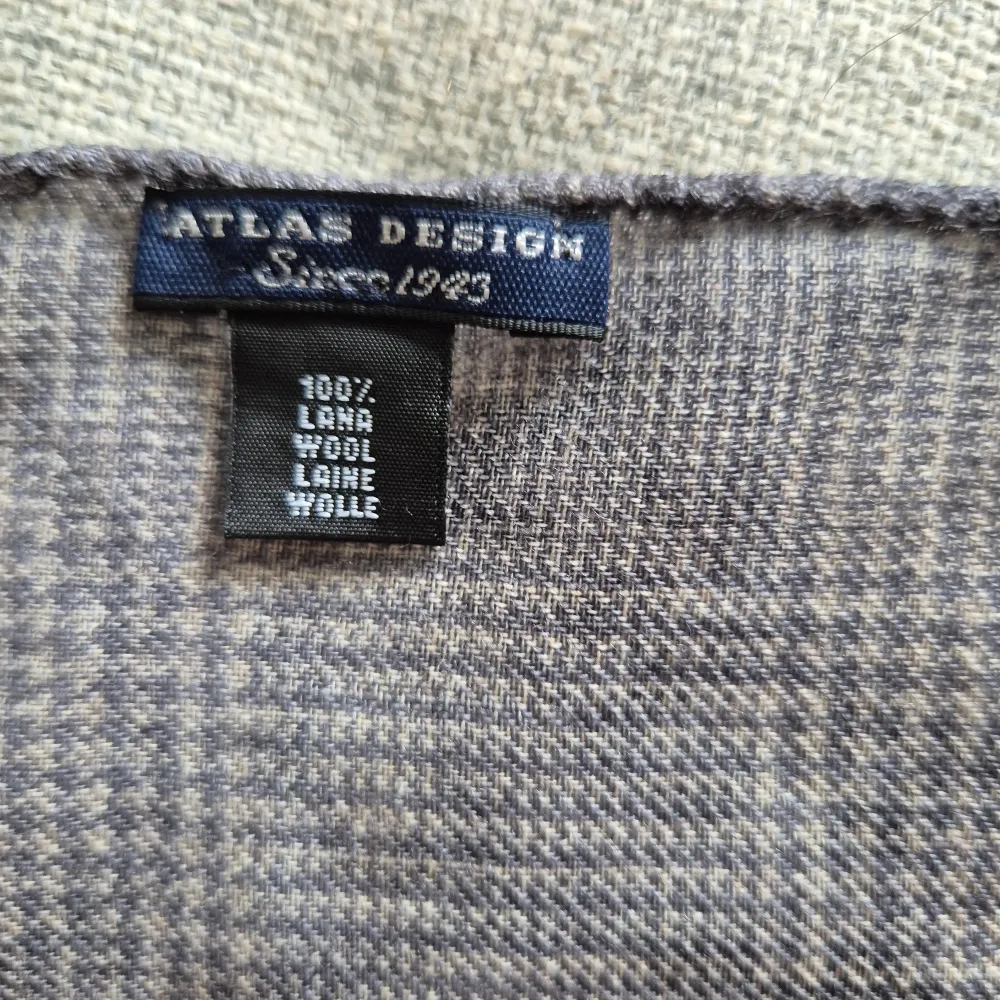 ATLAS DESIGN
Since 1943
100%
LANA
WOOL
LAINE
WOLLE